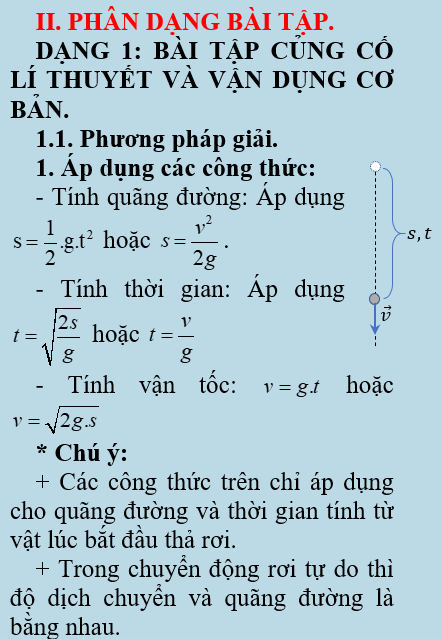 II. PHÂN DẠNG BÀI TẬP.
DẠNG 1: BÀI TẬP CỦNG CỐ
LÍ THUYẾT VÀ VẬN DỤNG CƠ
BẢN.
1.1. Phương pháp giải.
1. Áp dụng các công thức:
- Tính quãng đường: Áp dụng
s = \frac{1}{2}.g.t² hoặc s = \frac{v²}{2g}.
- Tính thời gian: Áp dụng
t = \sqrt{\frac{2s}{g}} hoặc t = \frac{v}{g}
- Tính vận tốc: v = g.t hoặc
v = \sqrt{2g.s}
* Chú ý:
+ Các công thức trên chỉ áp dụng
cho quãng đường và thời gian tính từ
vật lúc bắt đầu thả rơi.
+ Trong chuyển động rơi tự do thì
độ dịch chuyển và quãng đường là
bằng nhau.
s, t
\vec{v}